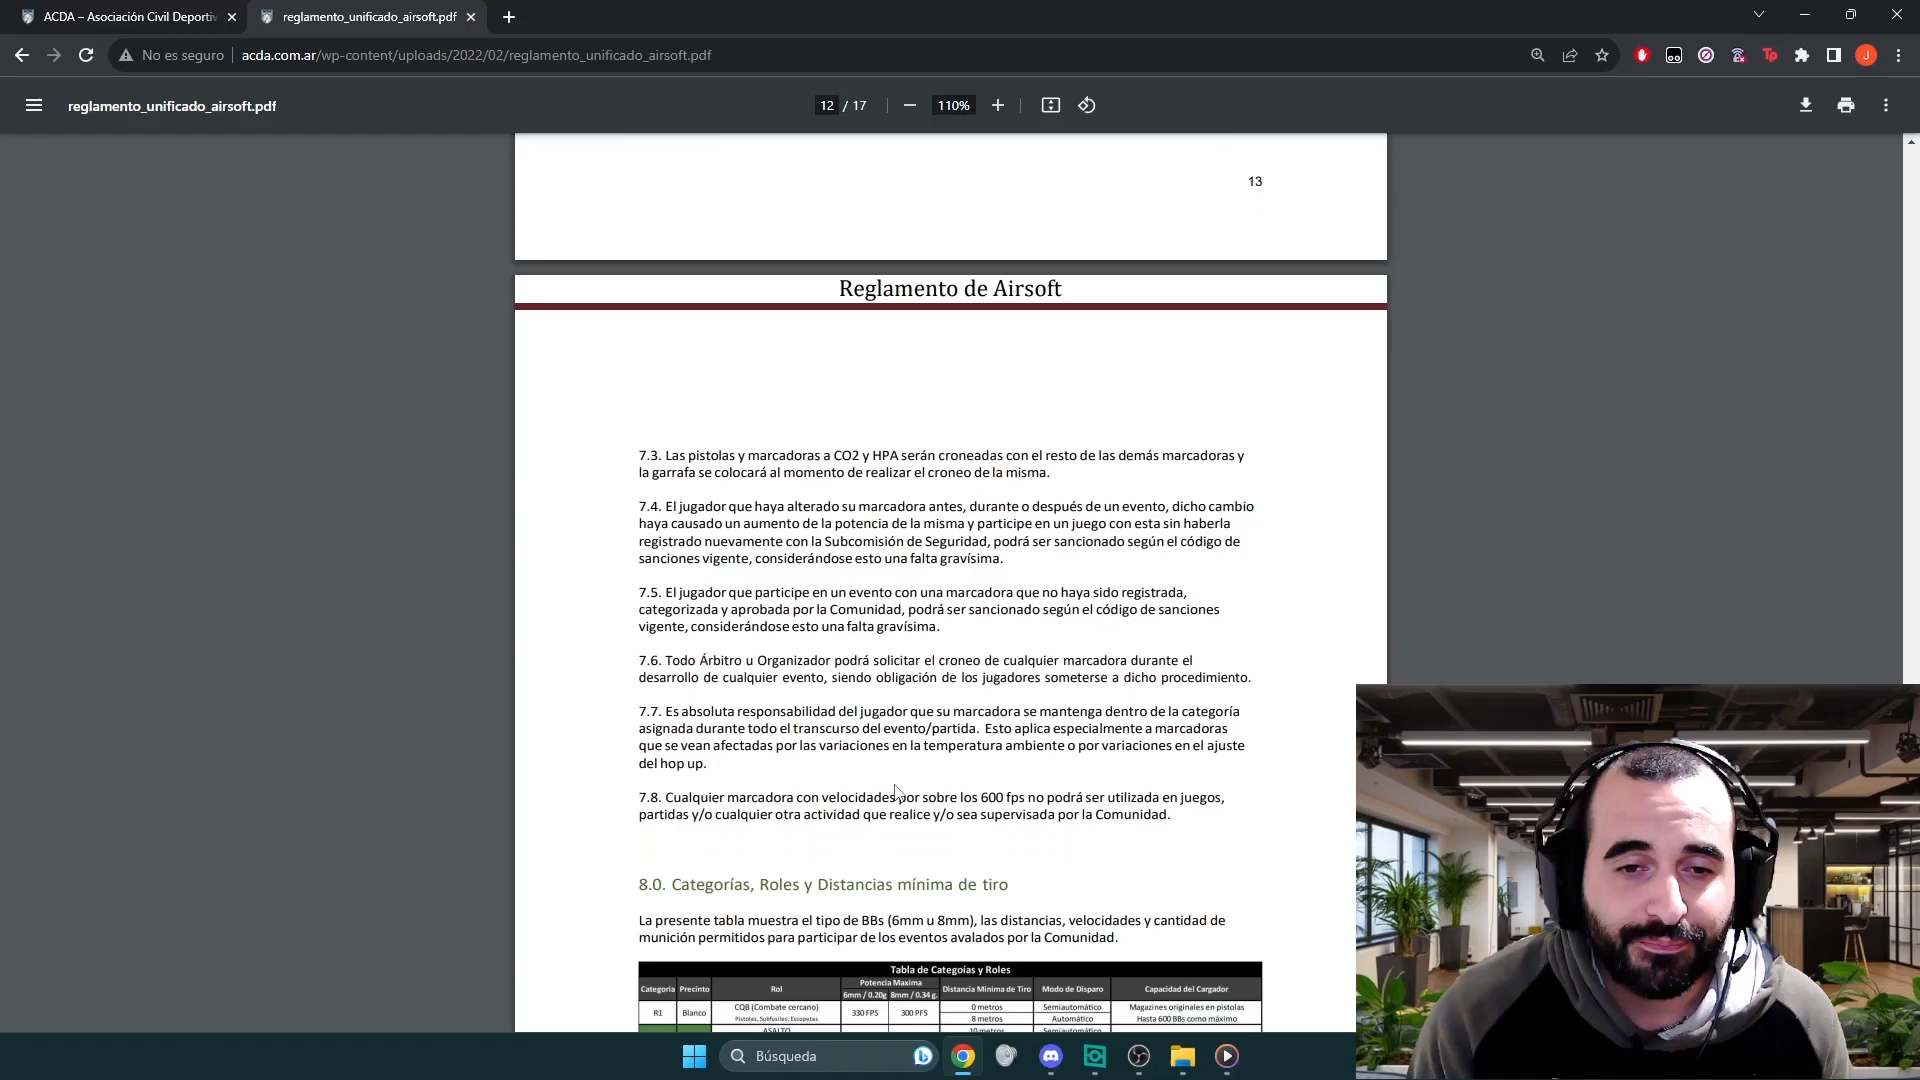 ACDA – Asociación Civil Deportiv
reglamento_unificado_airsoft.pdf
No es seguro
acda.com.ar/wp-content/uploads/2022/02/reglamento_unificado_airsoft.pdf
Tp
J
reglamento_unificado_airsoft.pdf
12 / 17
110%
13
Reglamento de Airsoft
7.3. Las pistolas y marcadoras a CO2 y HPA serán croneadas con el resto de las demás marcadoras y
la garrafa se colocará al momento de realizar el croneo de la misma.
7.4. El jugador que haya alterado su marcadora antes, durante o después de un evento, dicho cambio
haya causado un aumento de la potencia de la misma y participe en un juego con esta sin haberla
registrado nuevamente con la Subcomisión de Seguridad, podrá ser sancionado según el código de
sanciones vigente, considerándose esto una falta gravísima.
7.5. El jugador que participe en un evento con una marcadora que no haya sido registrada,
categorizada y aprobada por la Comunidad, podrá ser sancionado según el código de sanciones
vigente, considerándose esto una falta gravísima.
7.6. Todo Árbitro u Organizador podrá solicitar el croneo de cualquier marcadora durante el
desarrollo de cualquier evento, siendo obligación de los jugadores someterse a dicho procedimiento.
7.7. Es absoluta responsabilidad del jugador que su marcadora se mantenga dentro de la categoría
asignada durante todo el transcurso del evento/partida. Esto aplica especialmente a marcadoras
que se vean afectadas por las variaciones en la temperatura ambiente o por variaciones en el ajuste
del hop up.
7.8. Cualquier marcadora con velocidades por sobre los 600 fps no podrá ser utilizada en juegos,
partidas y/o cualquier otra actividad que realice y/o sea supervisada por la Comunidad.
8.0. Categorías, Roles y Distancias mínima de tiro
La presente tabla muestra el tipo de BBs (6mm u 8mm), las distancias, velocidades y cantidad de
munición permitidos para participar de los eventos avalados por la Comunidad.
Tabla de Categoías y Roles
Categoria Precinto Rol Potencia Maxima Distancia Minima de Tiro Modo de Disparo Capacidad del Cargador
6mm / 0.20g 8mm / 0.34 g.
R1 Blanco CQB (Combate cercano) 330 FPS 300 PFS 0 metros Semiautomático Magazines originales en pistolas
Pistolas, Subfusiles, Escopetas 8 metros Automático Hasta 600 BBs como máximo
ASALTO 10 metros Semiautomático
Búsqueda